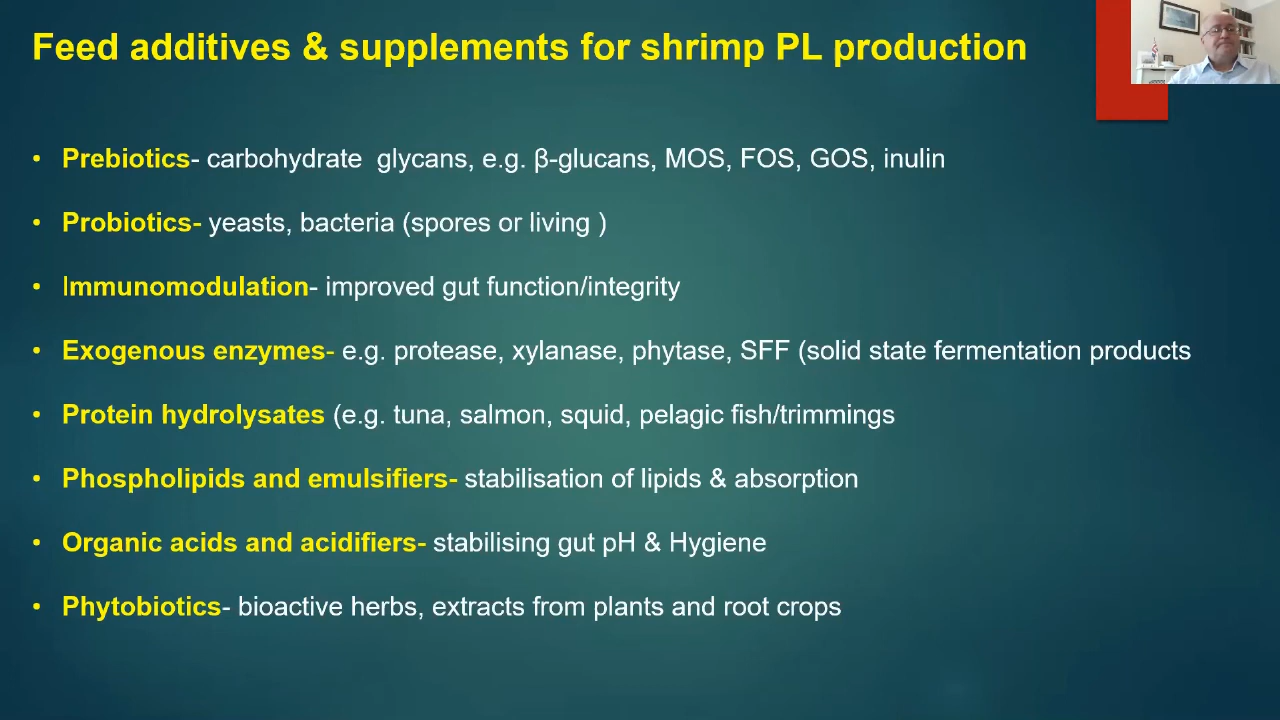 Feed additives & supplements for shrimp PL production
• Prebiotics- carbohydrate  glycans, e.g. β-glucans, MOS, FOS, GOS, inulin
• Probiotics- yeasts, bacteria (spores or living )
• Immunomodulation- improved gut function/integrity
• Exogenous enzymes- e.g. protease, xylanase, phytase, SFF (solid state fermentation products
• Protein hydrolysates (e.g. tuna, salmon, squid, pelagic fish/trimmings
• Phospholipids and emulsifiers- stabilisation of lipids & absorption
• Organic acids and acidifiers- stabilising gut pH & Hygiene
• Phytobiotics- bioactive herbs, extracts from plants and root crops